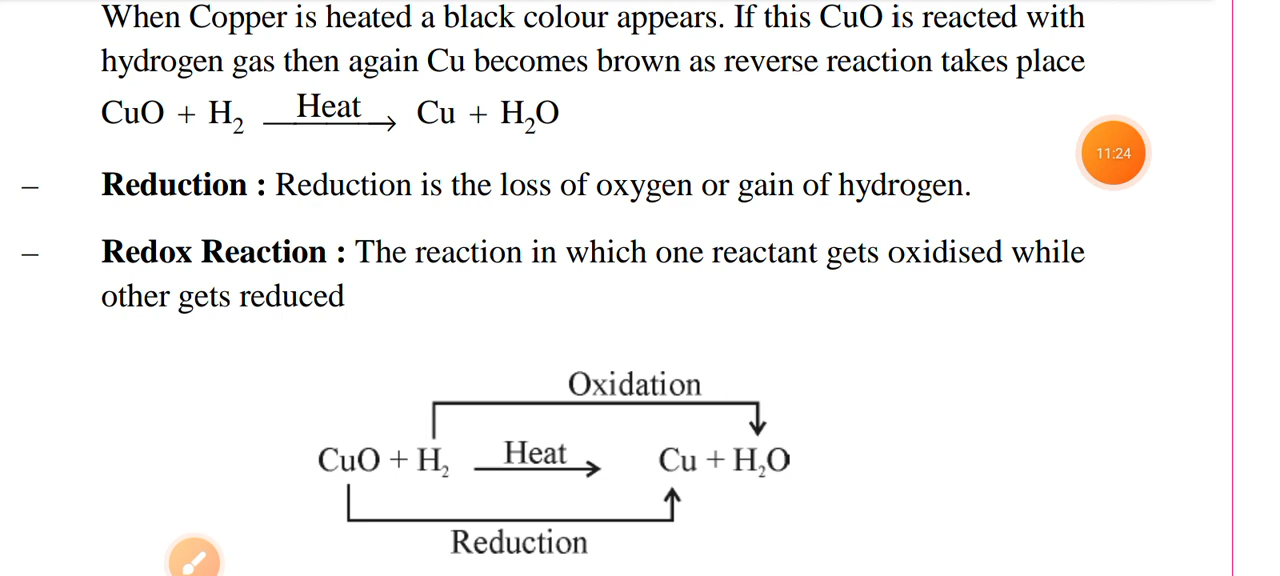 When Copper is heated a black colour appears. If this CuO is reacted with
hydrogen gas then again Cu becomes brown as reverse reaction takes place
CuO + H₂ Heat → Cu + H₂O
11:24
– Reduction : Reduction is the loss of oxygen or gain of hydrogen.
– Redox Reaction : The reaction in which one reactant gets oxidised while
other gets reduced
Oxidation
CuO + H₂ Heat → Cu + H₂O
Reduction